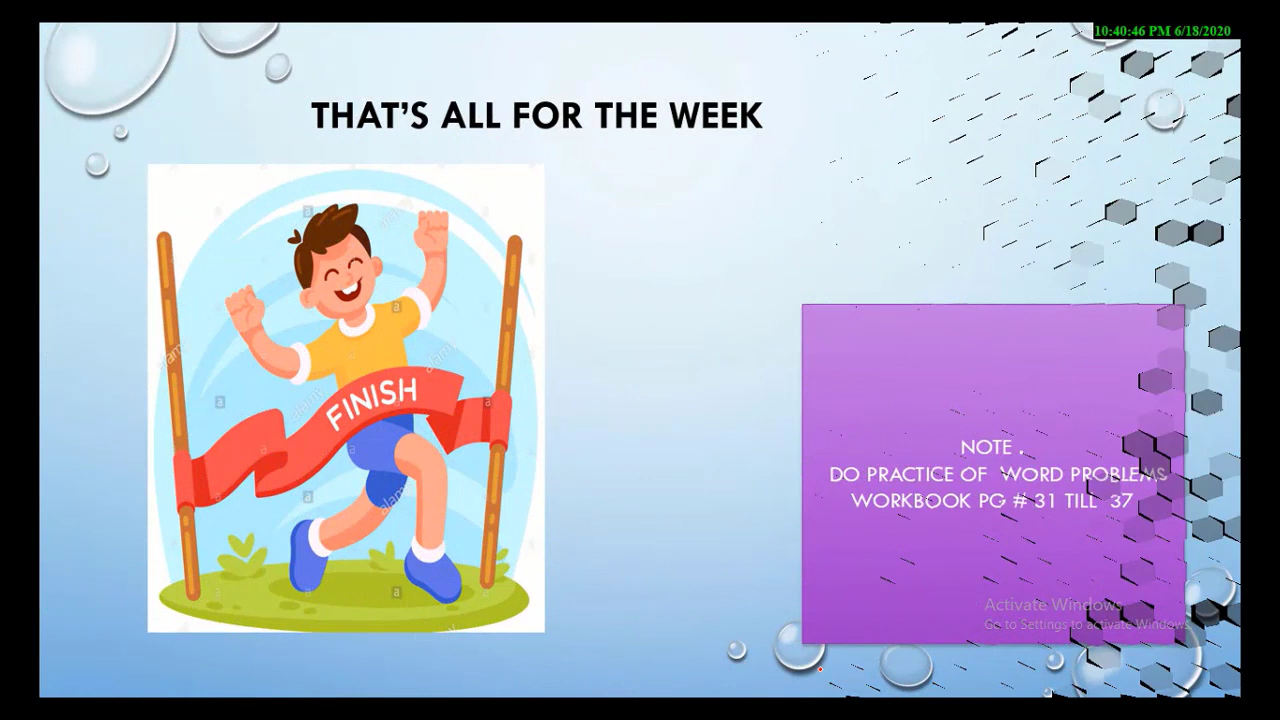 10:40:46 PM 6/18/2020
THAT'S ALL FOR THE WEEK
alamy
a
FINISH
NOTE .
DO PRACTICE OF WORD PROBLEMS
WORKBOOK PG # 31 TILL 37
Activate Windows
Go to Settings to activate Windows.